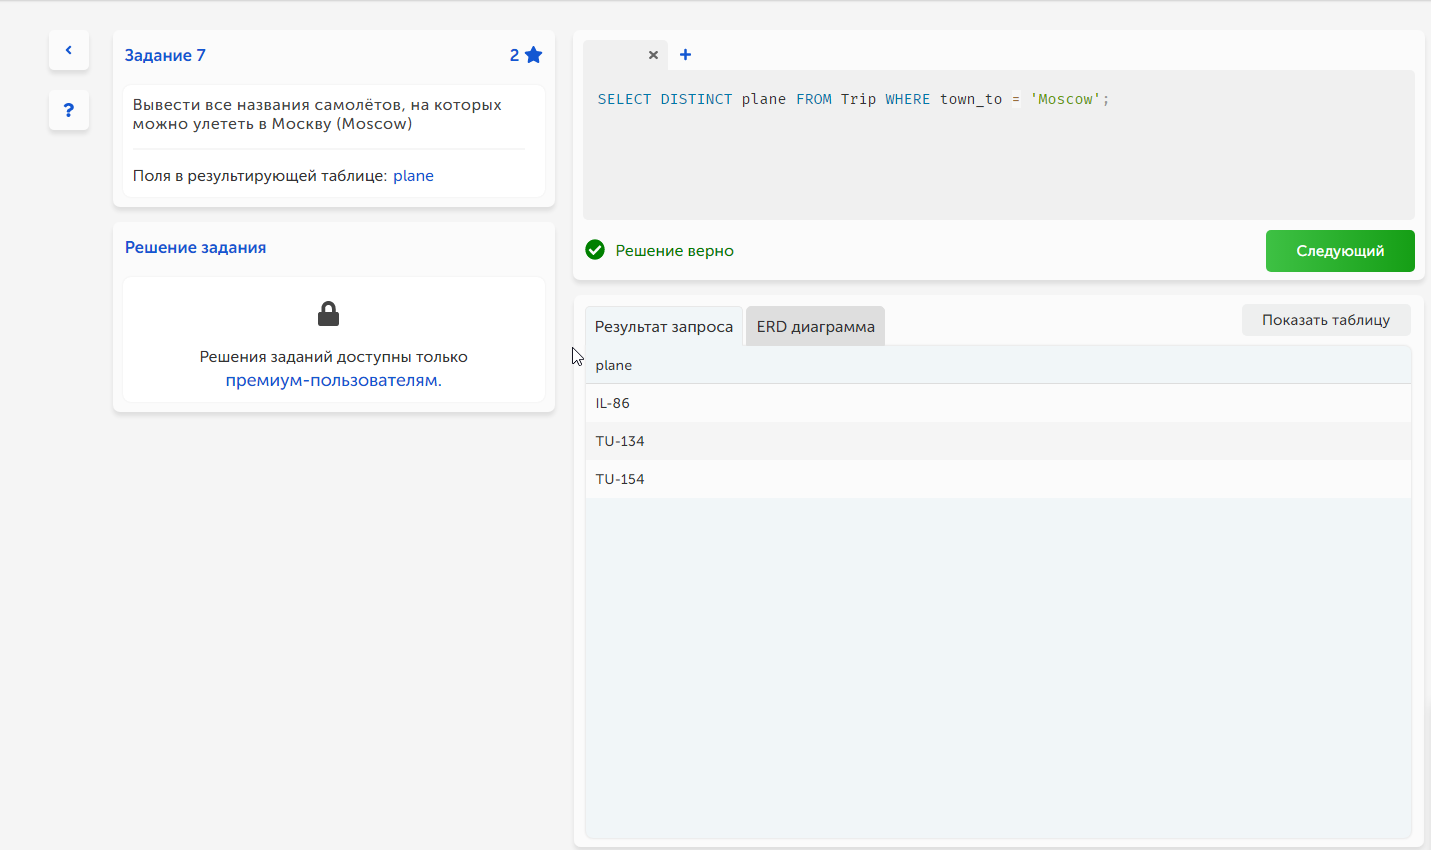 Задание 7
2
Вывести все названия самолётов, на которых
можно улететь в Москву (Moscow)
Поля в результирующей таблице: plane
Решение задания
Решения заданий доступны только
премиум-пользователям.
SELECT DISTINCT plane FROM Trip WHERE town_to = 'Moscow';
Решение верно
Следующий
Результат запроса
ERD диаграмма
Показать таблицу
plane
IL-86
TU-134
TU-154